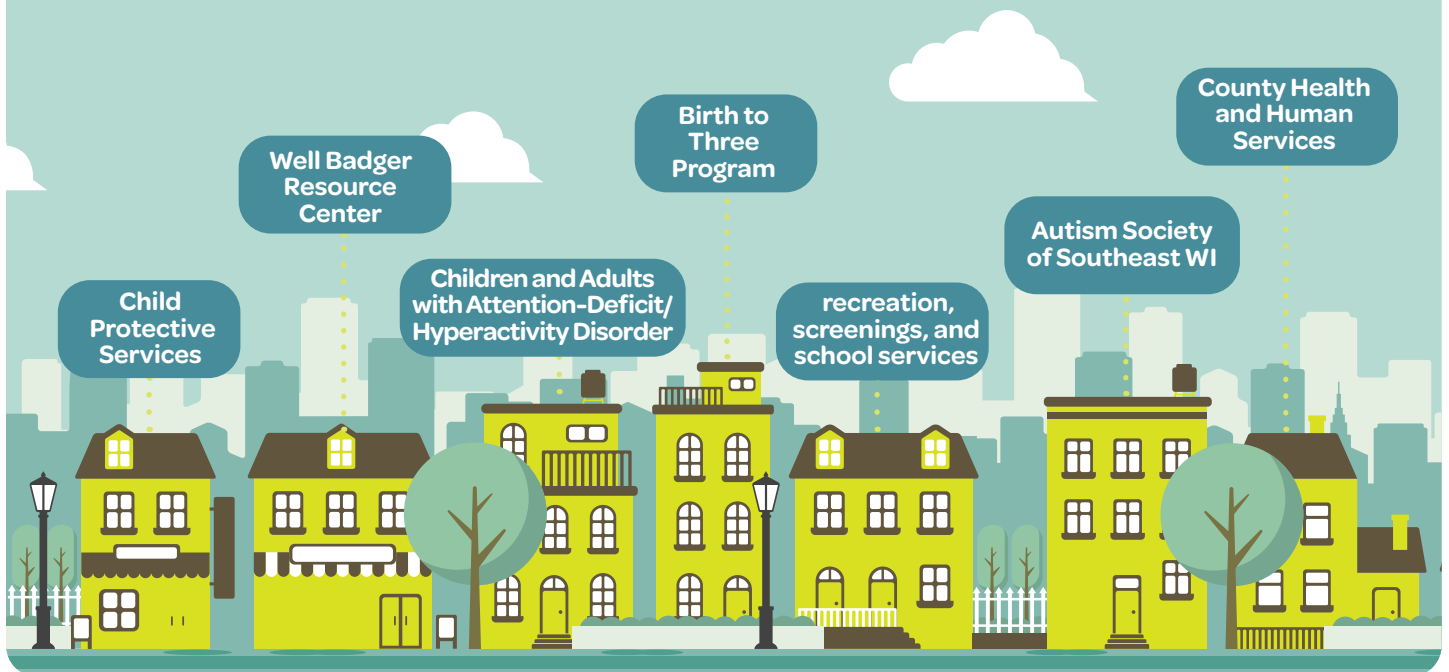 Child
Protective
Services
Well Badger
Resource
Center
Children and Adults
with Attention-Deficit/
Hyperactivity Disorder
Birth to
Three
Program
recreation,
screenings, and
school services
Autism Society
of Southeast WI
County Health
and Human
Services